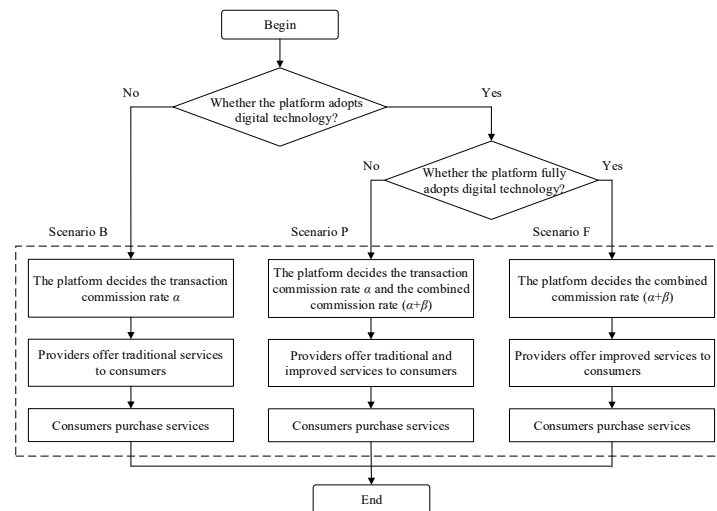 Begin
No
Yes
Whether the platform adopts
digital technology?
No
Yes
Whether the platform fully
adopts digital technology?
Scenario B
Scenario P
Scenario F
The platform decides the transaction
commission rate α
The platform decides the transaction
commission rate α and the combined
commission rate (α+β)
The platform decides the combined
commission rate (α+β)
Providers offer traditional services
to consumers
Providers offer traditional and
improved services to consumers
Providers offer improved services to
consumers
Consumers purchase services
Consumers purchase services
Consumers purchase services
End